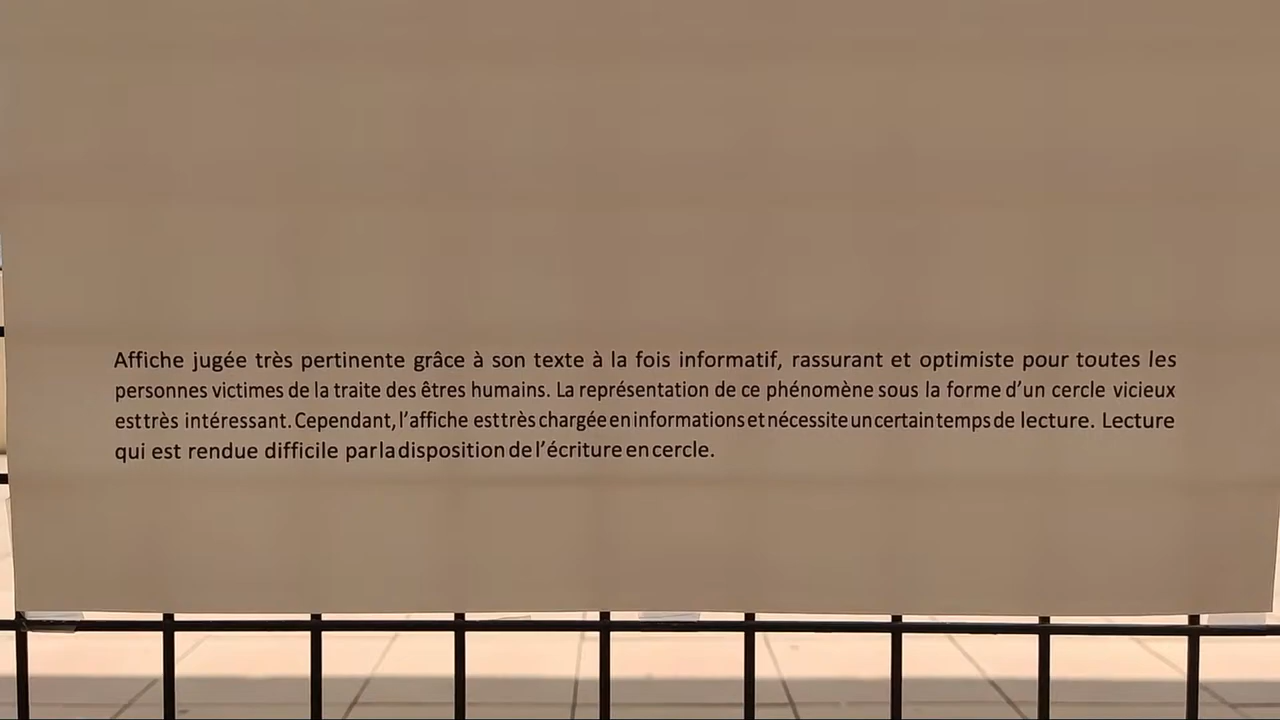 Affiche jugée très pertinente grâce à son texte à la fois informatif, rassurant et optimiste pour toutes les
personnes victimes de la traite des êtres humains. La représentation de ce phénomène sous la forme d’un cercle vicieux
est très intéressant. Cependant, l’affiche est très chargée en informations et nécessite un certain temps de lecture. Lecture
qui est rendue difficile par la disposition de l’écriture en cercle.